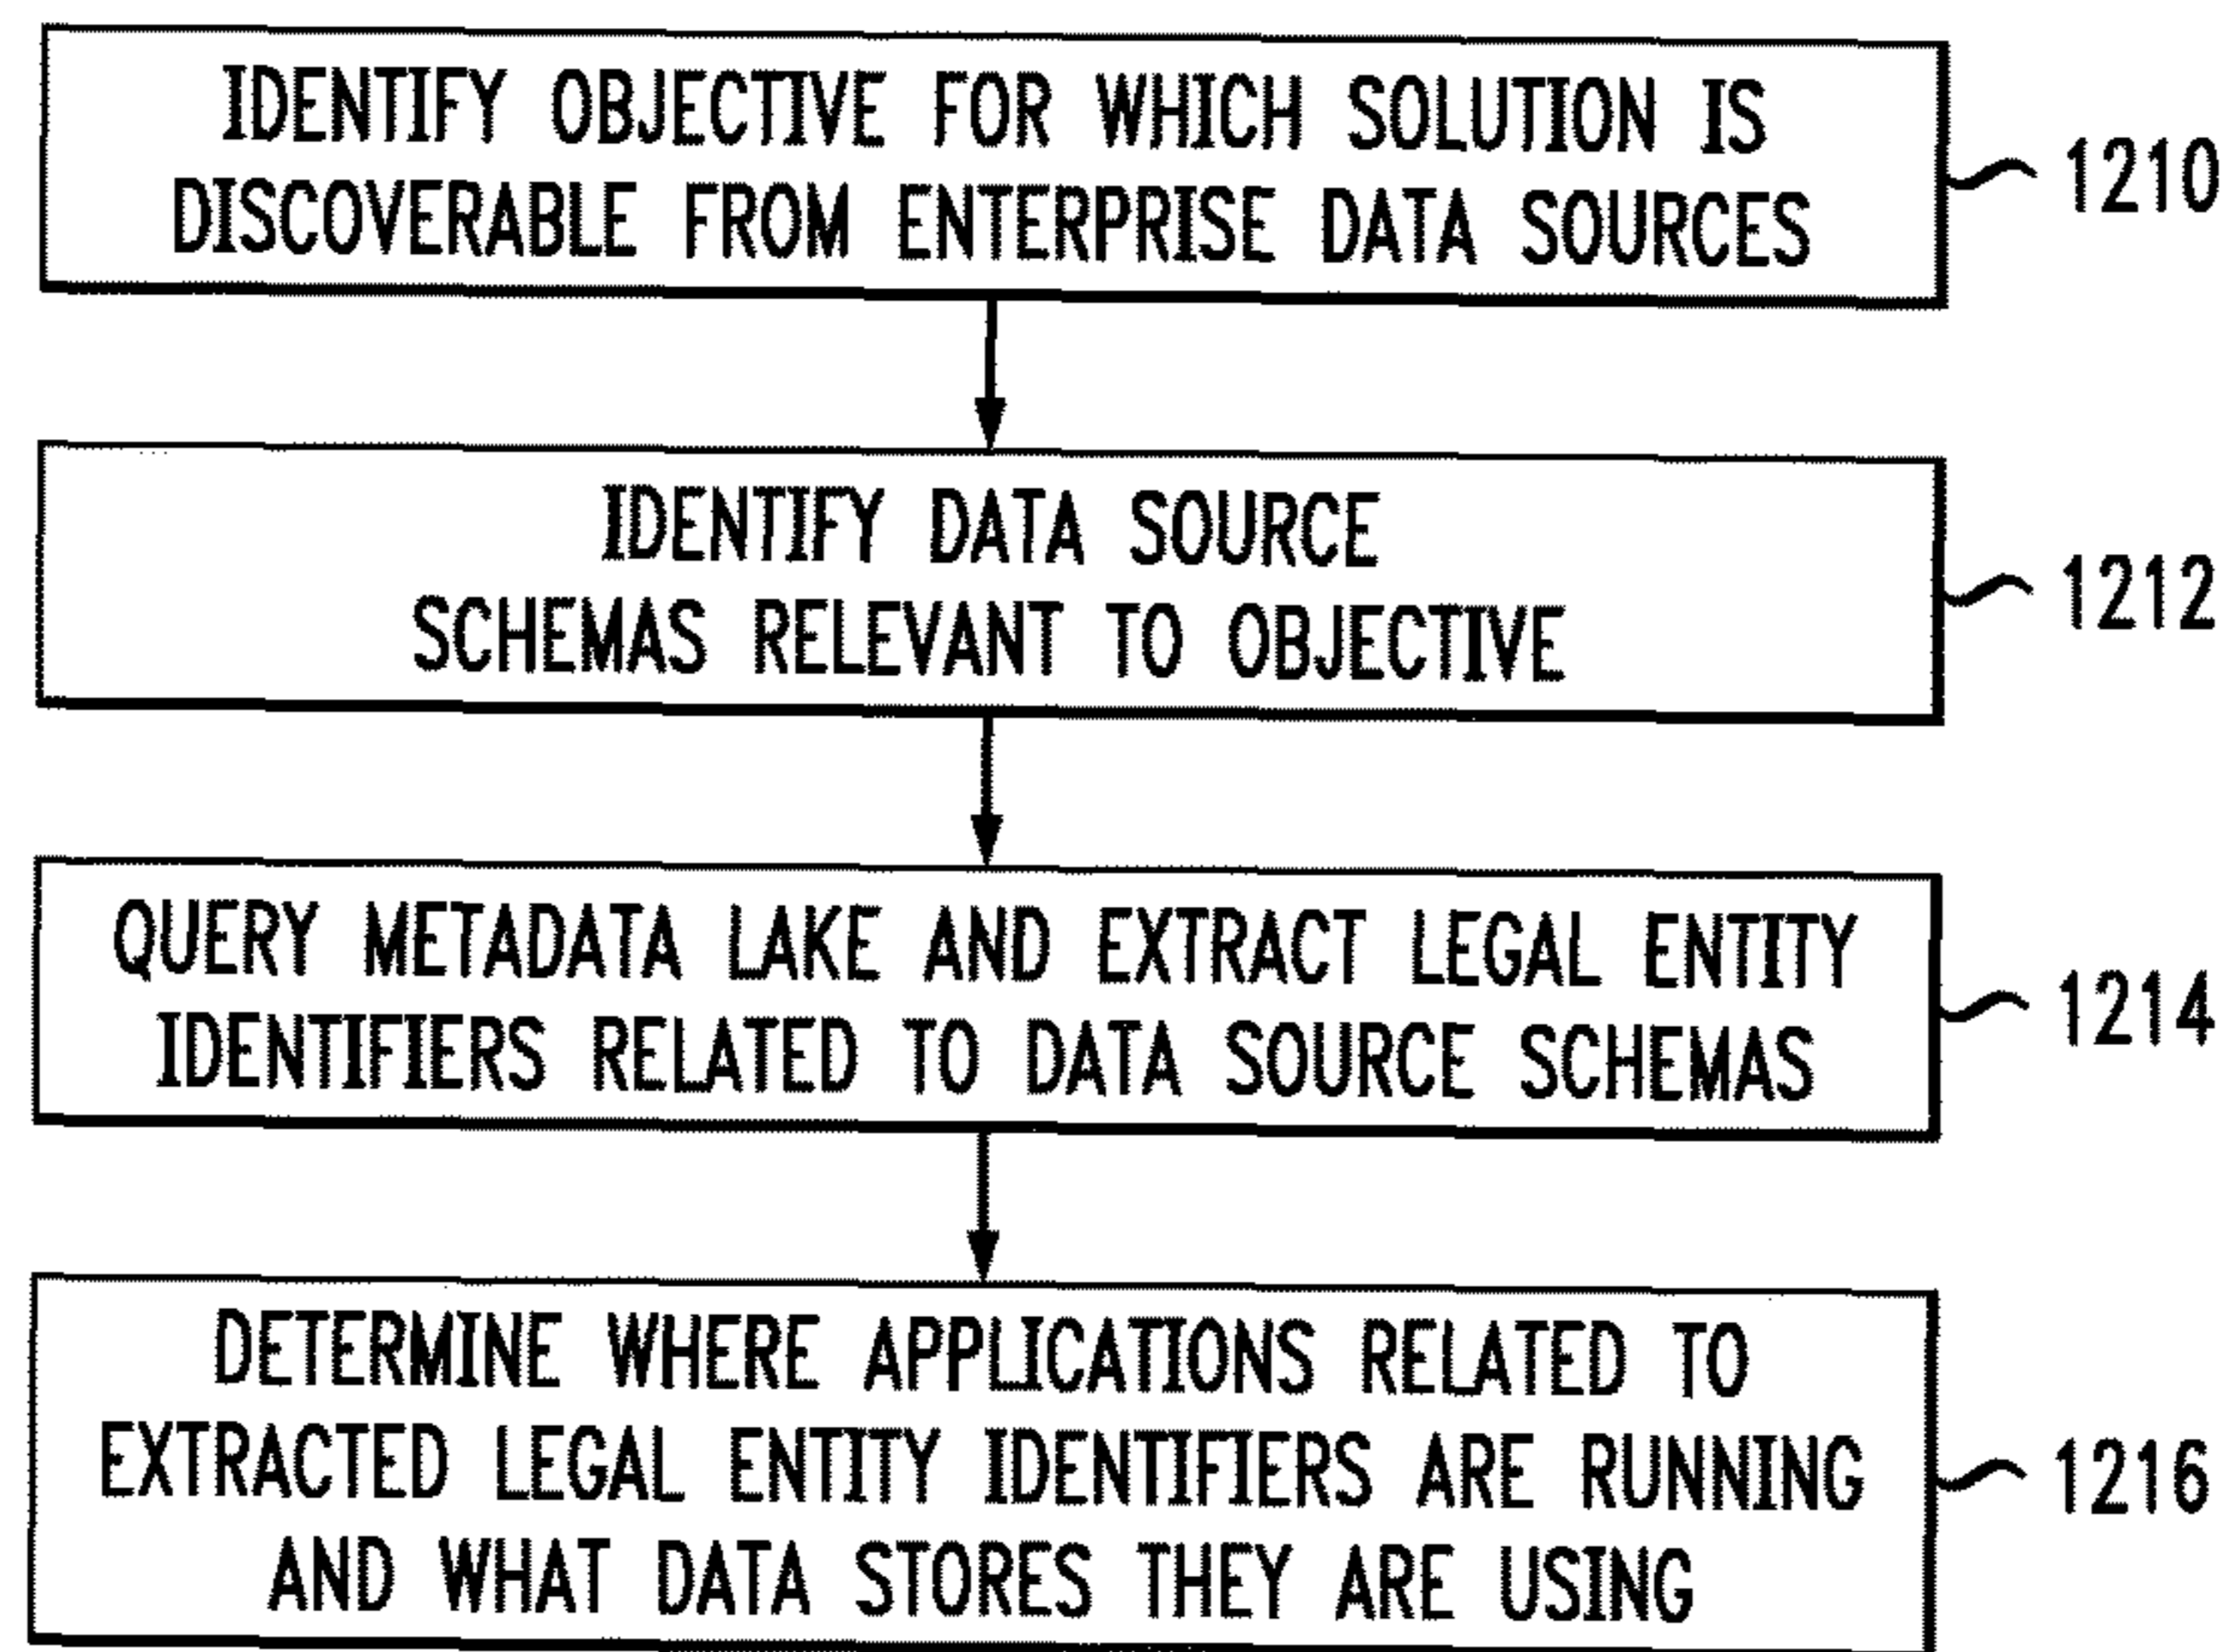 IDENTIFY OBJECTIVE FOR WHICH SOLUTION IS
DISCOVERABLE FROM ENTERPRISE DATA SOURCES
1210
IDENTIFY DATA SOURCE
SCHEMAS RELEVANT TO OBJECTIVE
1212
QUERY METADATA LAKE AND EXTRACT LEGAL ENTITY
IDENTIFIERS RELATED TO DATA SOURCE SCHEMAS
1214
DETERMINE WHERE APPLICATIONS RELATED TO
EXTRACTED LEGAL ENTITY IDENTIFIERS ARE RUNNING
AND WHAT DATA STORES THEY ARE USING
1216